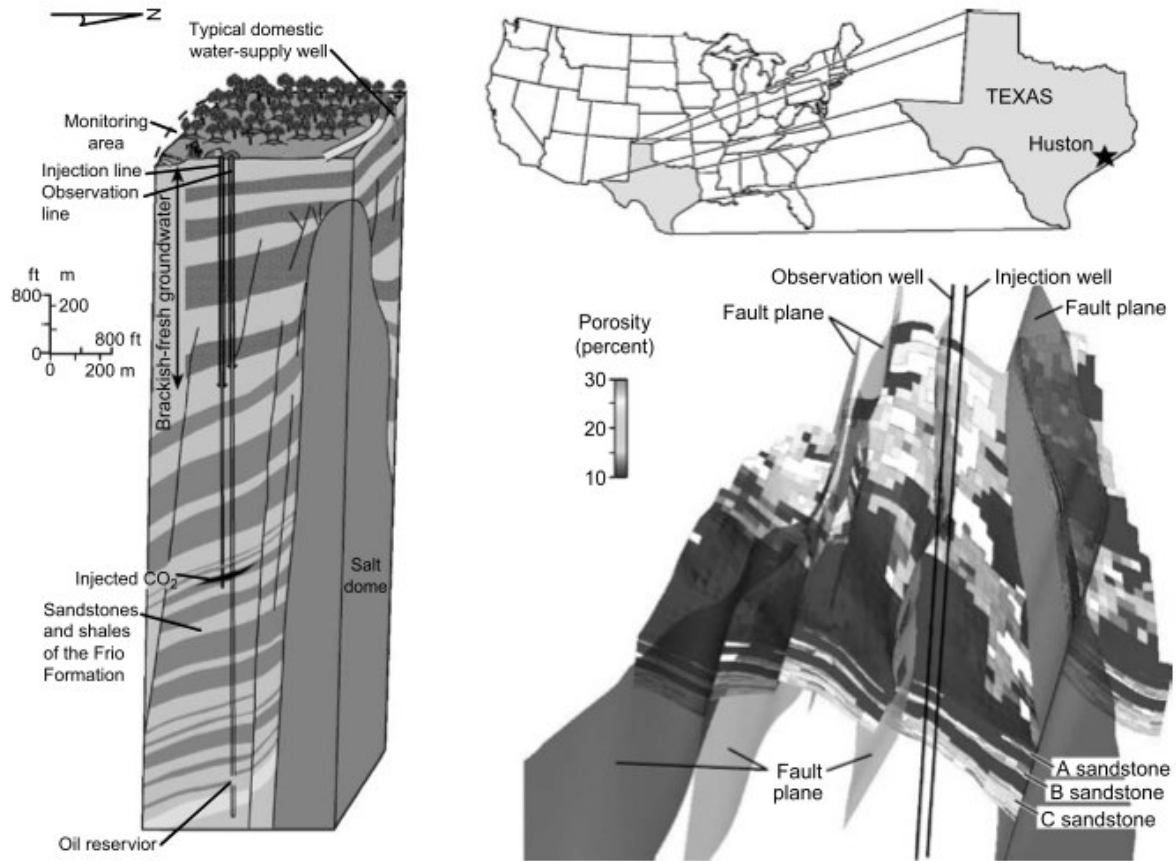 N
Typical domestic
water-supply well
Monitoring
area
Injection line
Observation
line
Brackish-fresh groundwater
ft m
800
200
0
800 ft
0 200 m
Injected CO2
Sandstones
and shales
of the Frio
Formation
Salt
dome
Oil reservior
TEXAS
Huston
Observation well
Injection well
Fault plane
Fault plane
Porosity
(percent)
30
20
10
Fault
plane
A sandstone
B sandstone
C sandstone